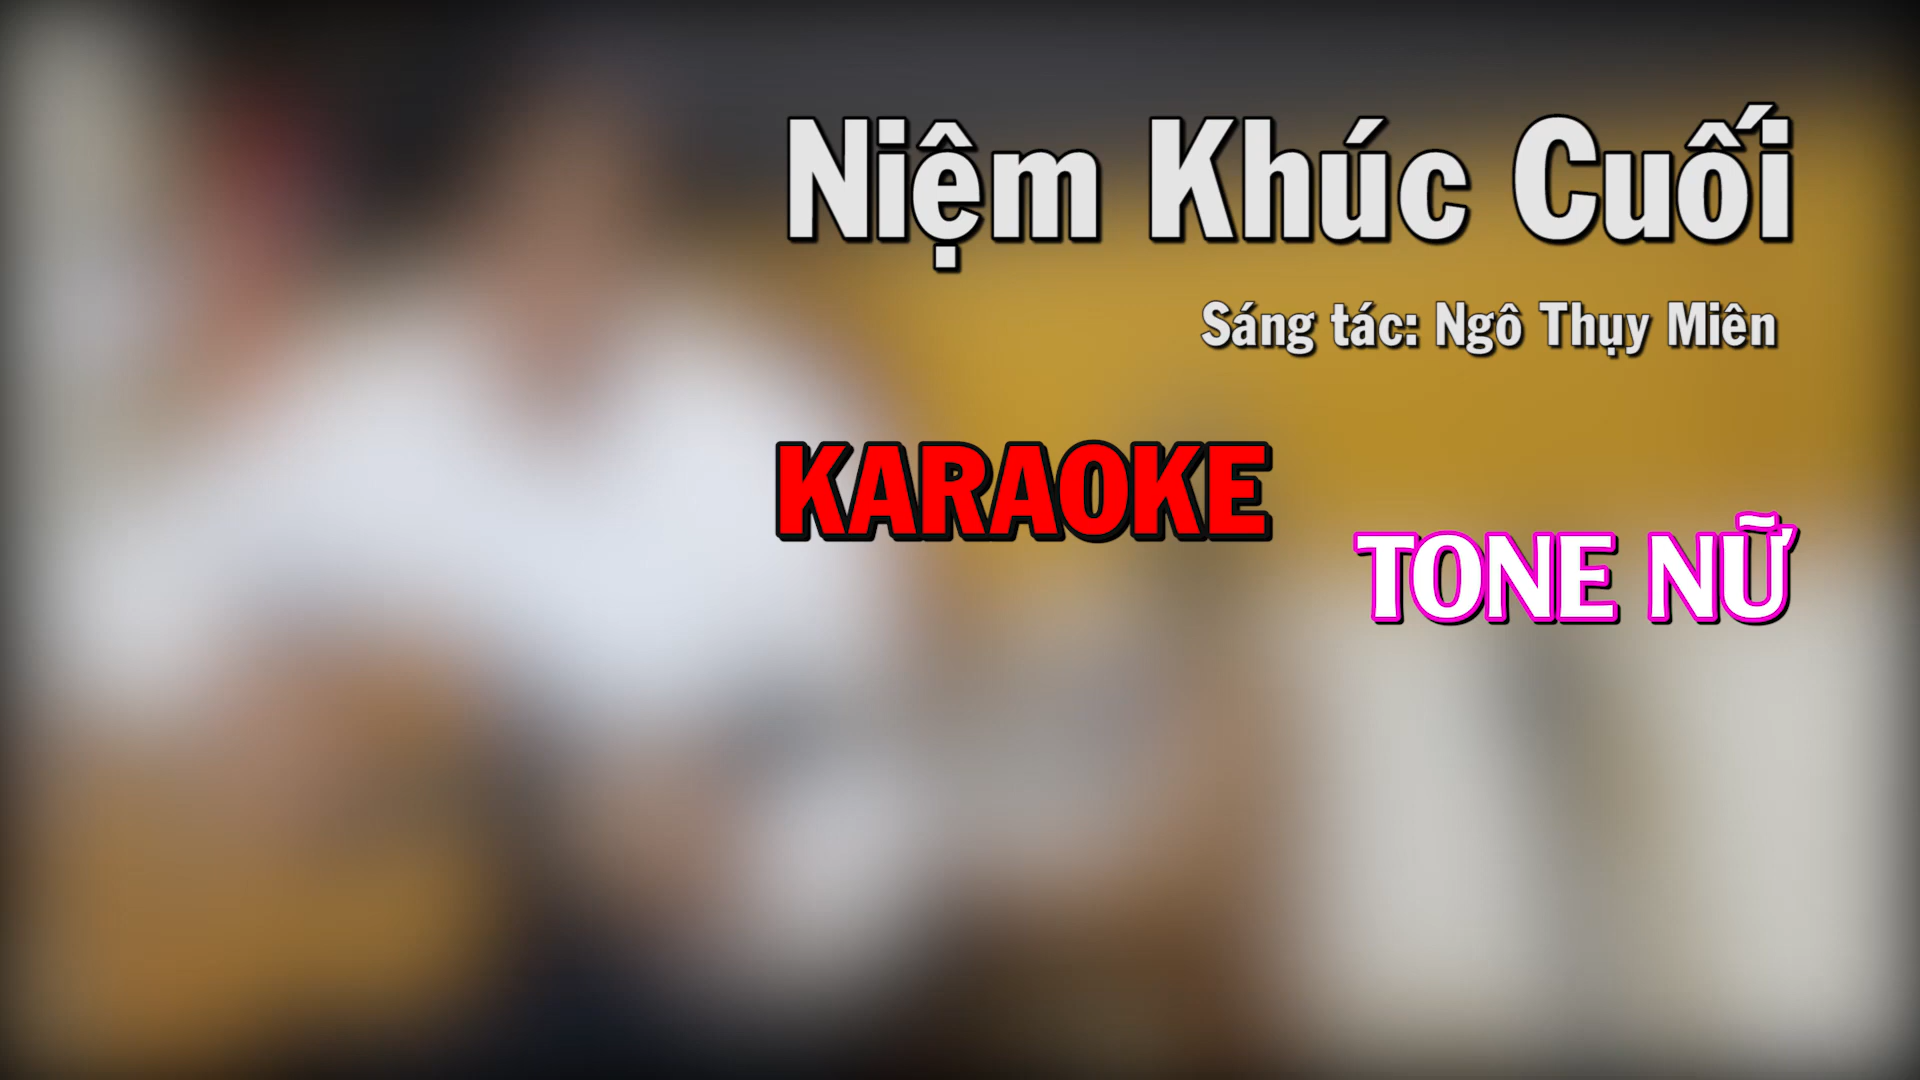 Niệm Khúc Cuối
Sáng tác: Ngô Thụy Miên
KARAOKE
TONE NỮ